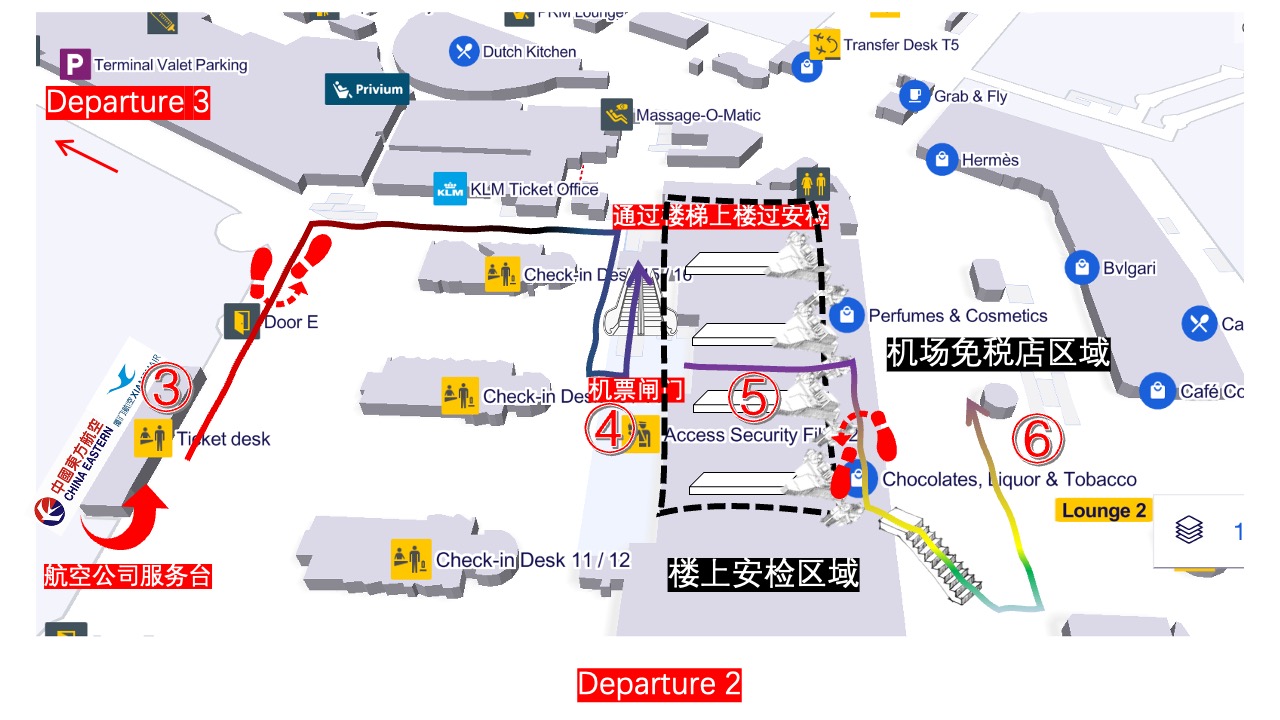 PRM Lounge
Transfer Desk T5
Dutch Kitchen
P Terminal Valet Parking
Departure 3
Privium
Grab & Fly
Massage-O-Matic
Hermès
KLM
KLM Ticket Office
通过楼梯上楼过安检
Check-in Desk 15 / 16
Bvlgari
Door E
Perfumes & Cosmetics
Ca
机场免税店区域
厦门航空 XIAMENAIR
③
机票闸门
Check-in Des
⑤
Café Co
④
Ticket desk
Access Security Fil
2
⑥
中國東方航空
CHINA EASTERN
Chocolates, Liquor & Tobacco
Lounge 2
1
Check-in Desk 11 / 12
航空公司服务台
楼上安检区域
Departure 2